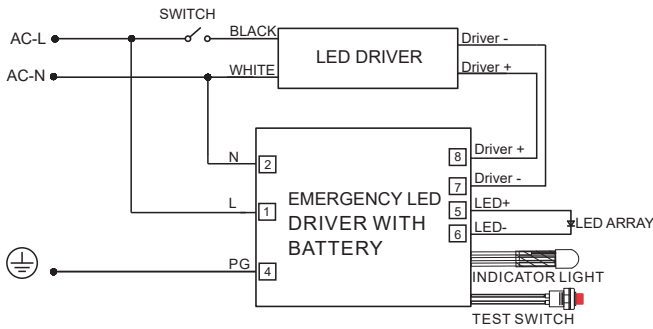 SWITCH
AC-L
BLACK
Driver -
LED DRIVER
AC-N
WHITE
Driver +
N
2
8
Driver +
7
Driver -
L
1
EMERGENCY LED
DRIVER WITH
BATTERY
5
LED+
LED ARRAY
6
LED-
PG
4
INDICATOR LIGHT
TEST SWITCH